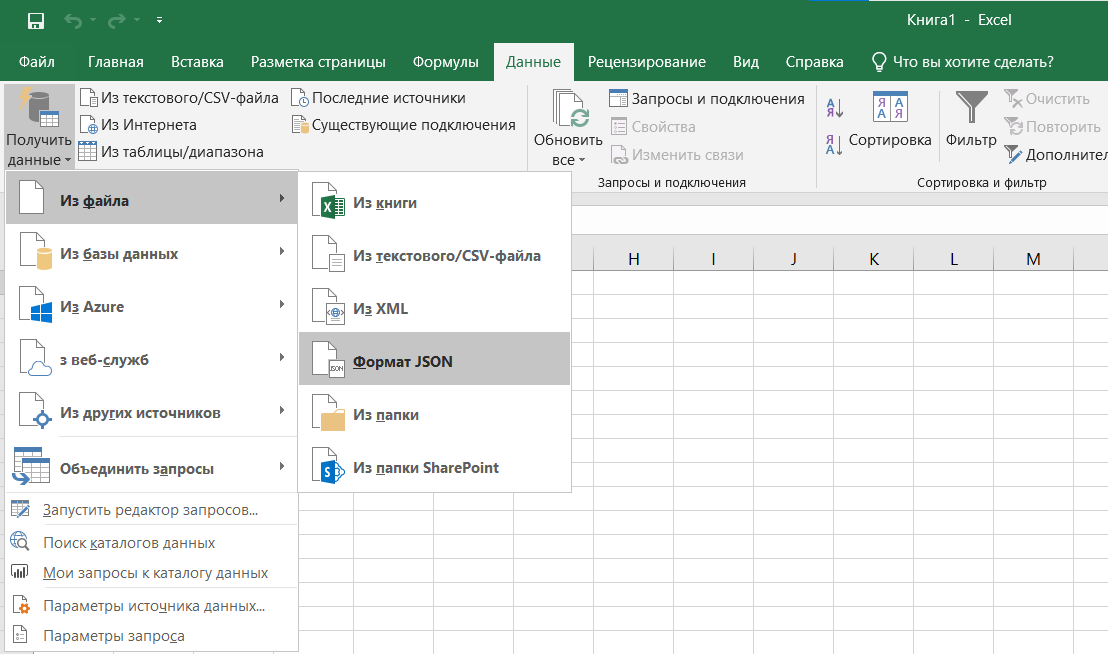 Книга1 - Excel
Файл
Главная
Вставка
Разметка страницы
Формулы
Данные
Рецензирование
Вид
Справка
Что вы хотите сделать?
Получить
данные
Из текстового/CSV-файла
Из Интернета
Из таблицы/диапазона
Последние источники
Существующие подключения
Обновить
все
Запросы и подключения
Свойства
Изменить связи
Запросы и подключения
Сортировка
Фильтр
Очистить
Повторить
Дополнител
Сортировка и фильтр
Из файла
Из базы данных
Из Azure
з веб-служб
Из других источников
Объединить запросы
Запустить редактор запросов...
Поиск каталогов данных
Мои запросы к каталогу данных
Параметры источника данных...
Параметры запроса
Из книги
Из текстового/CSV-файла
Из XML
Формат JSON
Из папки
Из папки SharePoint
H I J K L M